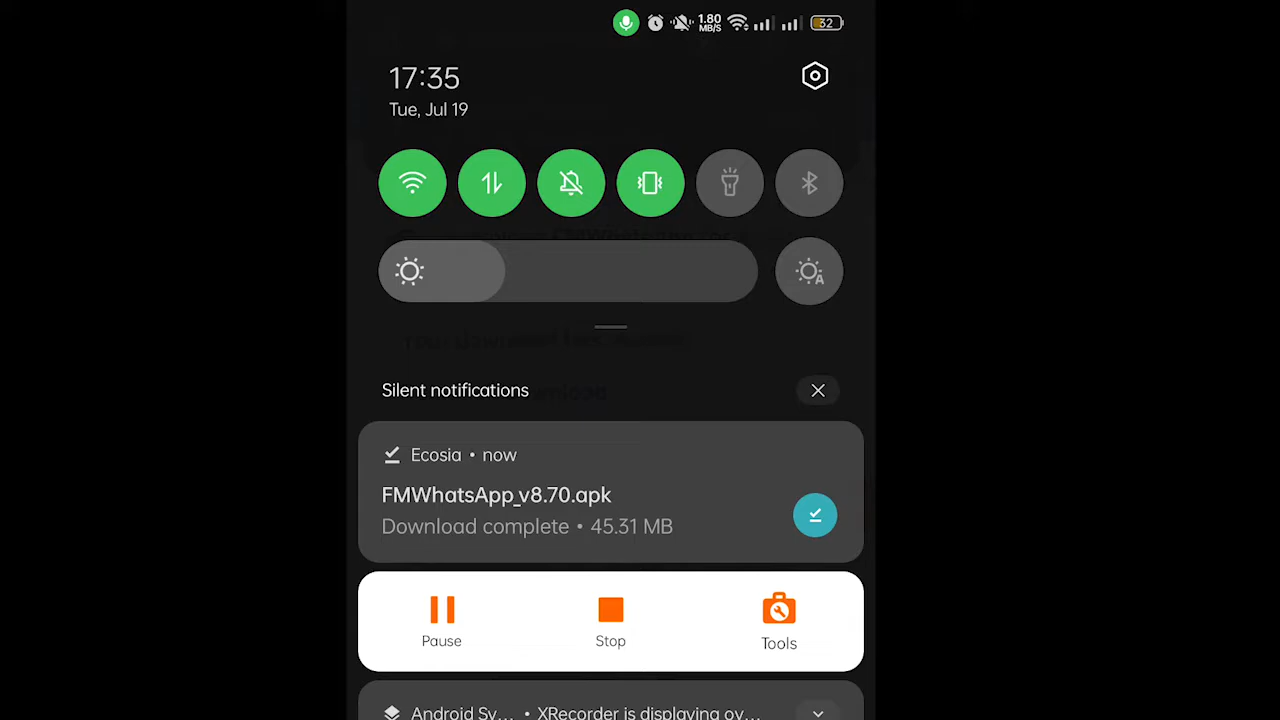 1.80
MB/S
32
17:35
Tue, Jul 19
A
Silent notifications
Ecosia • now
FMWhatsApp_v8.70.apk
Download complete • 45.31 MB
Pause
Stop
Tools
Android Sy... • XRecorder is displaying ov...